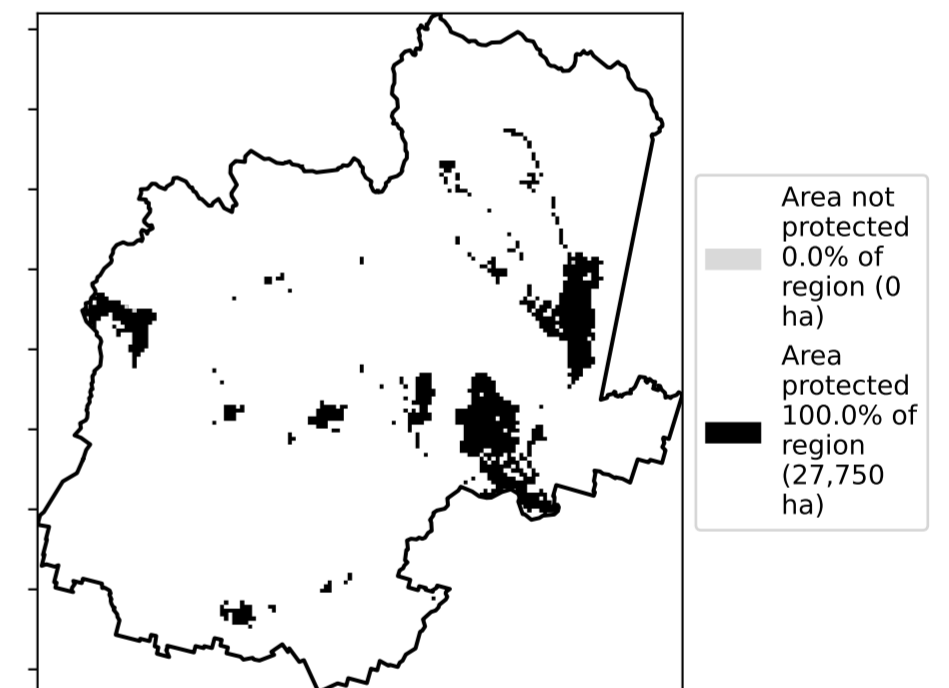 Area not
protected
0.0% of
region (0
ha)
Area
protected
100.0% of
region
(27,750
ha)